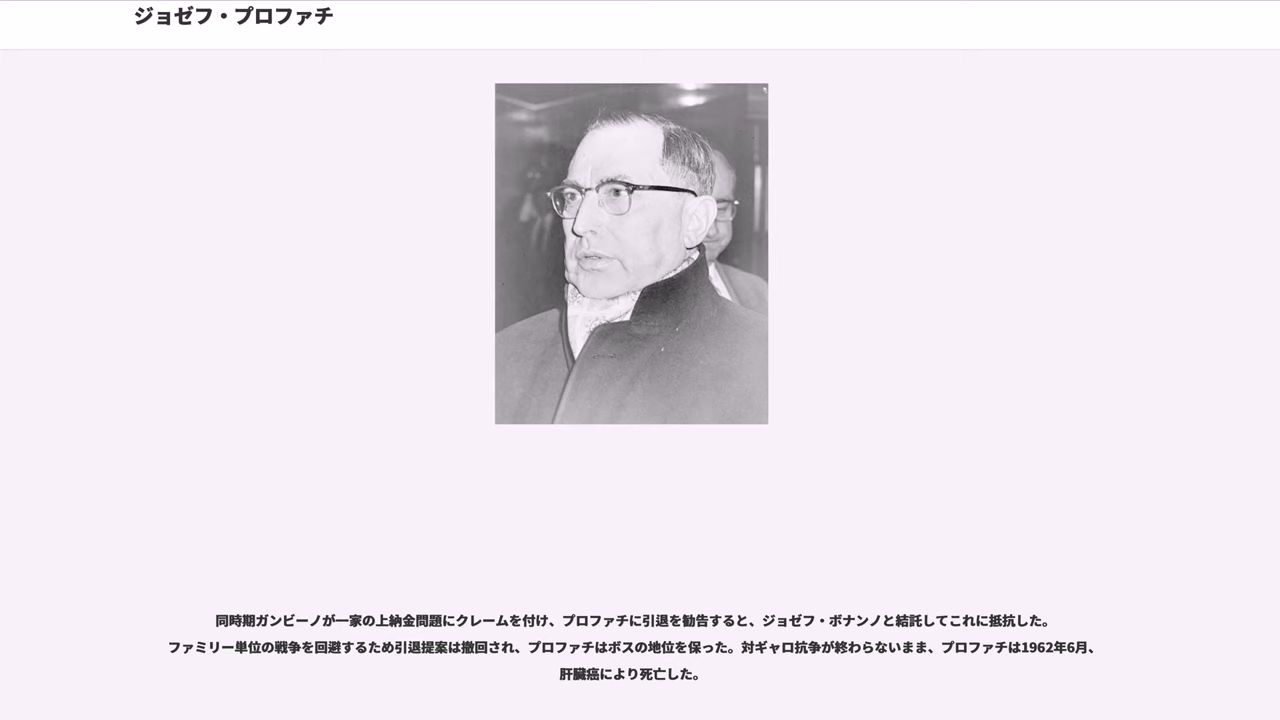 ジョゼフ・プロファチ
同時期ガンビーノが一家の上納金問題にクレームを付け、プロファチに引退を勧告すると、ジョゼフ・ボナンノと結託してこれに抵抗した。
ファミリー単位の戦争を回避するため引退提案は撤回され、プロファチはボスの地位を保った。対ギャロ抗争が終わらないまま、プロファチは1962年6月、
肝臓癌により死亡した。